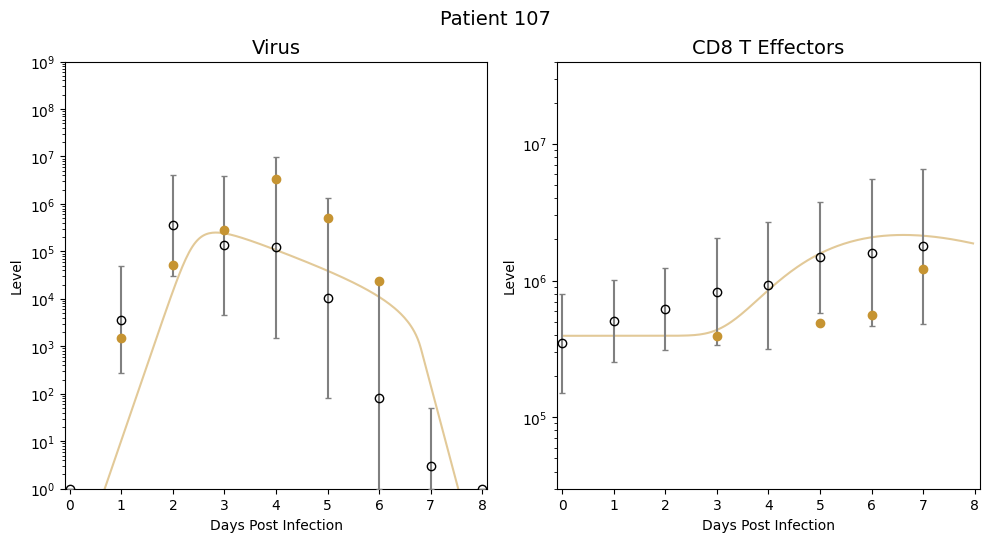 Patient 107
Virus
CD8 T Effectors
Level
10^9
10^8
10^7
10^6
10^5
10^4
10^3
10^2
10^1
10^0
0 1 2 3 4 5 6 7 8
Days Post Infection
Level
10^7
10^6
10^5
0 1 2 3 4 5 6 7 8
Days Post Infection